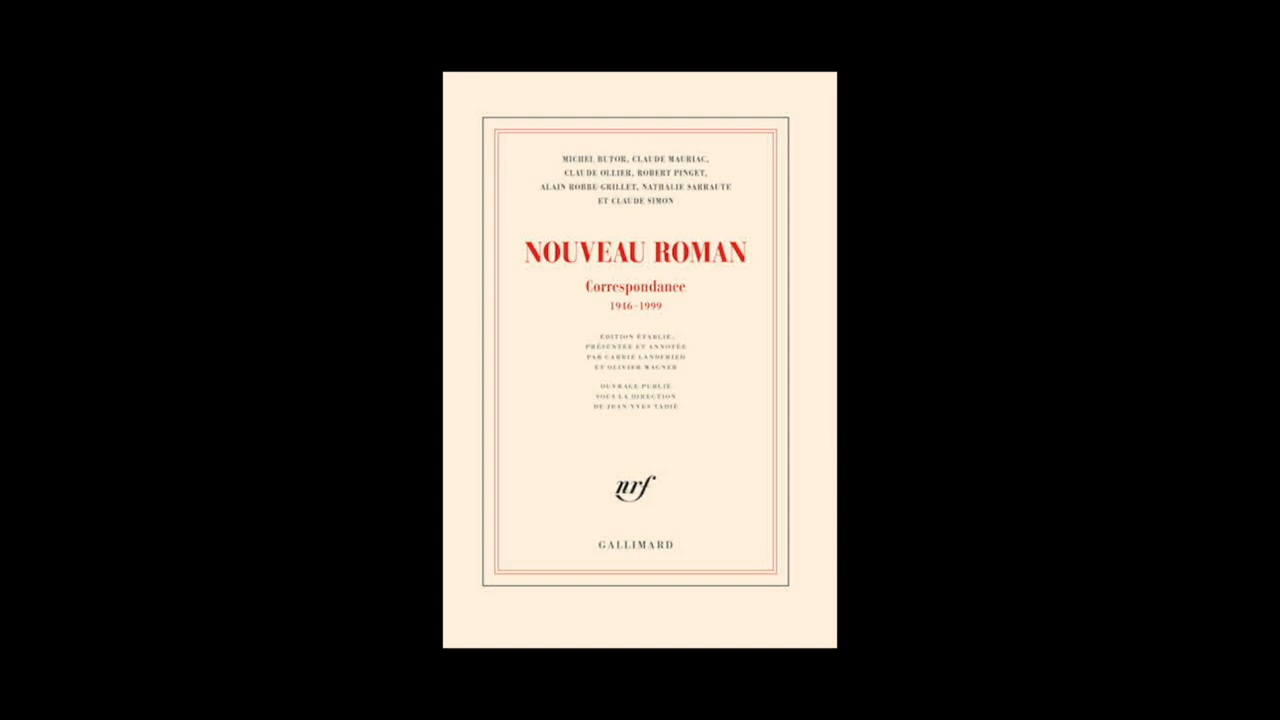 MICHEL BUTOR, CLAUDE MAURIAC,
CLAUDE OLLIER, ROBERT PINGET,
ALAIN ROBBE-GRILLET, NATHALIE SARRAUTE
ET CLAUDE SIMON
NOUVEAU ROMAN
Correspondance
1946-1999
ÉDITION ÉTABLIE,
PRÉSENTÉE ET ANNOTÉE
PAR CARRIE LANDFRIED
ET OLIVIER WAGNER
OUVRAGE PUBLIÉ
SOUS LA DIRECTION
DE JEAN-YVES TADIÉ
nrf
GALLIMARD